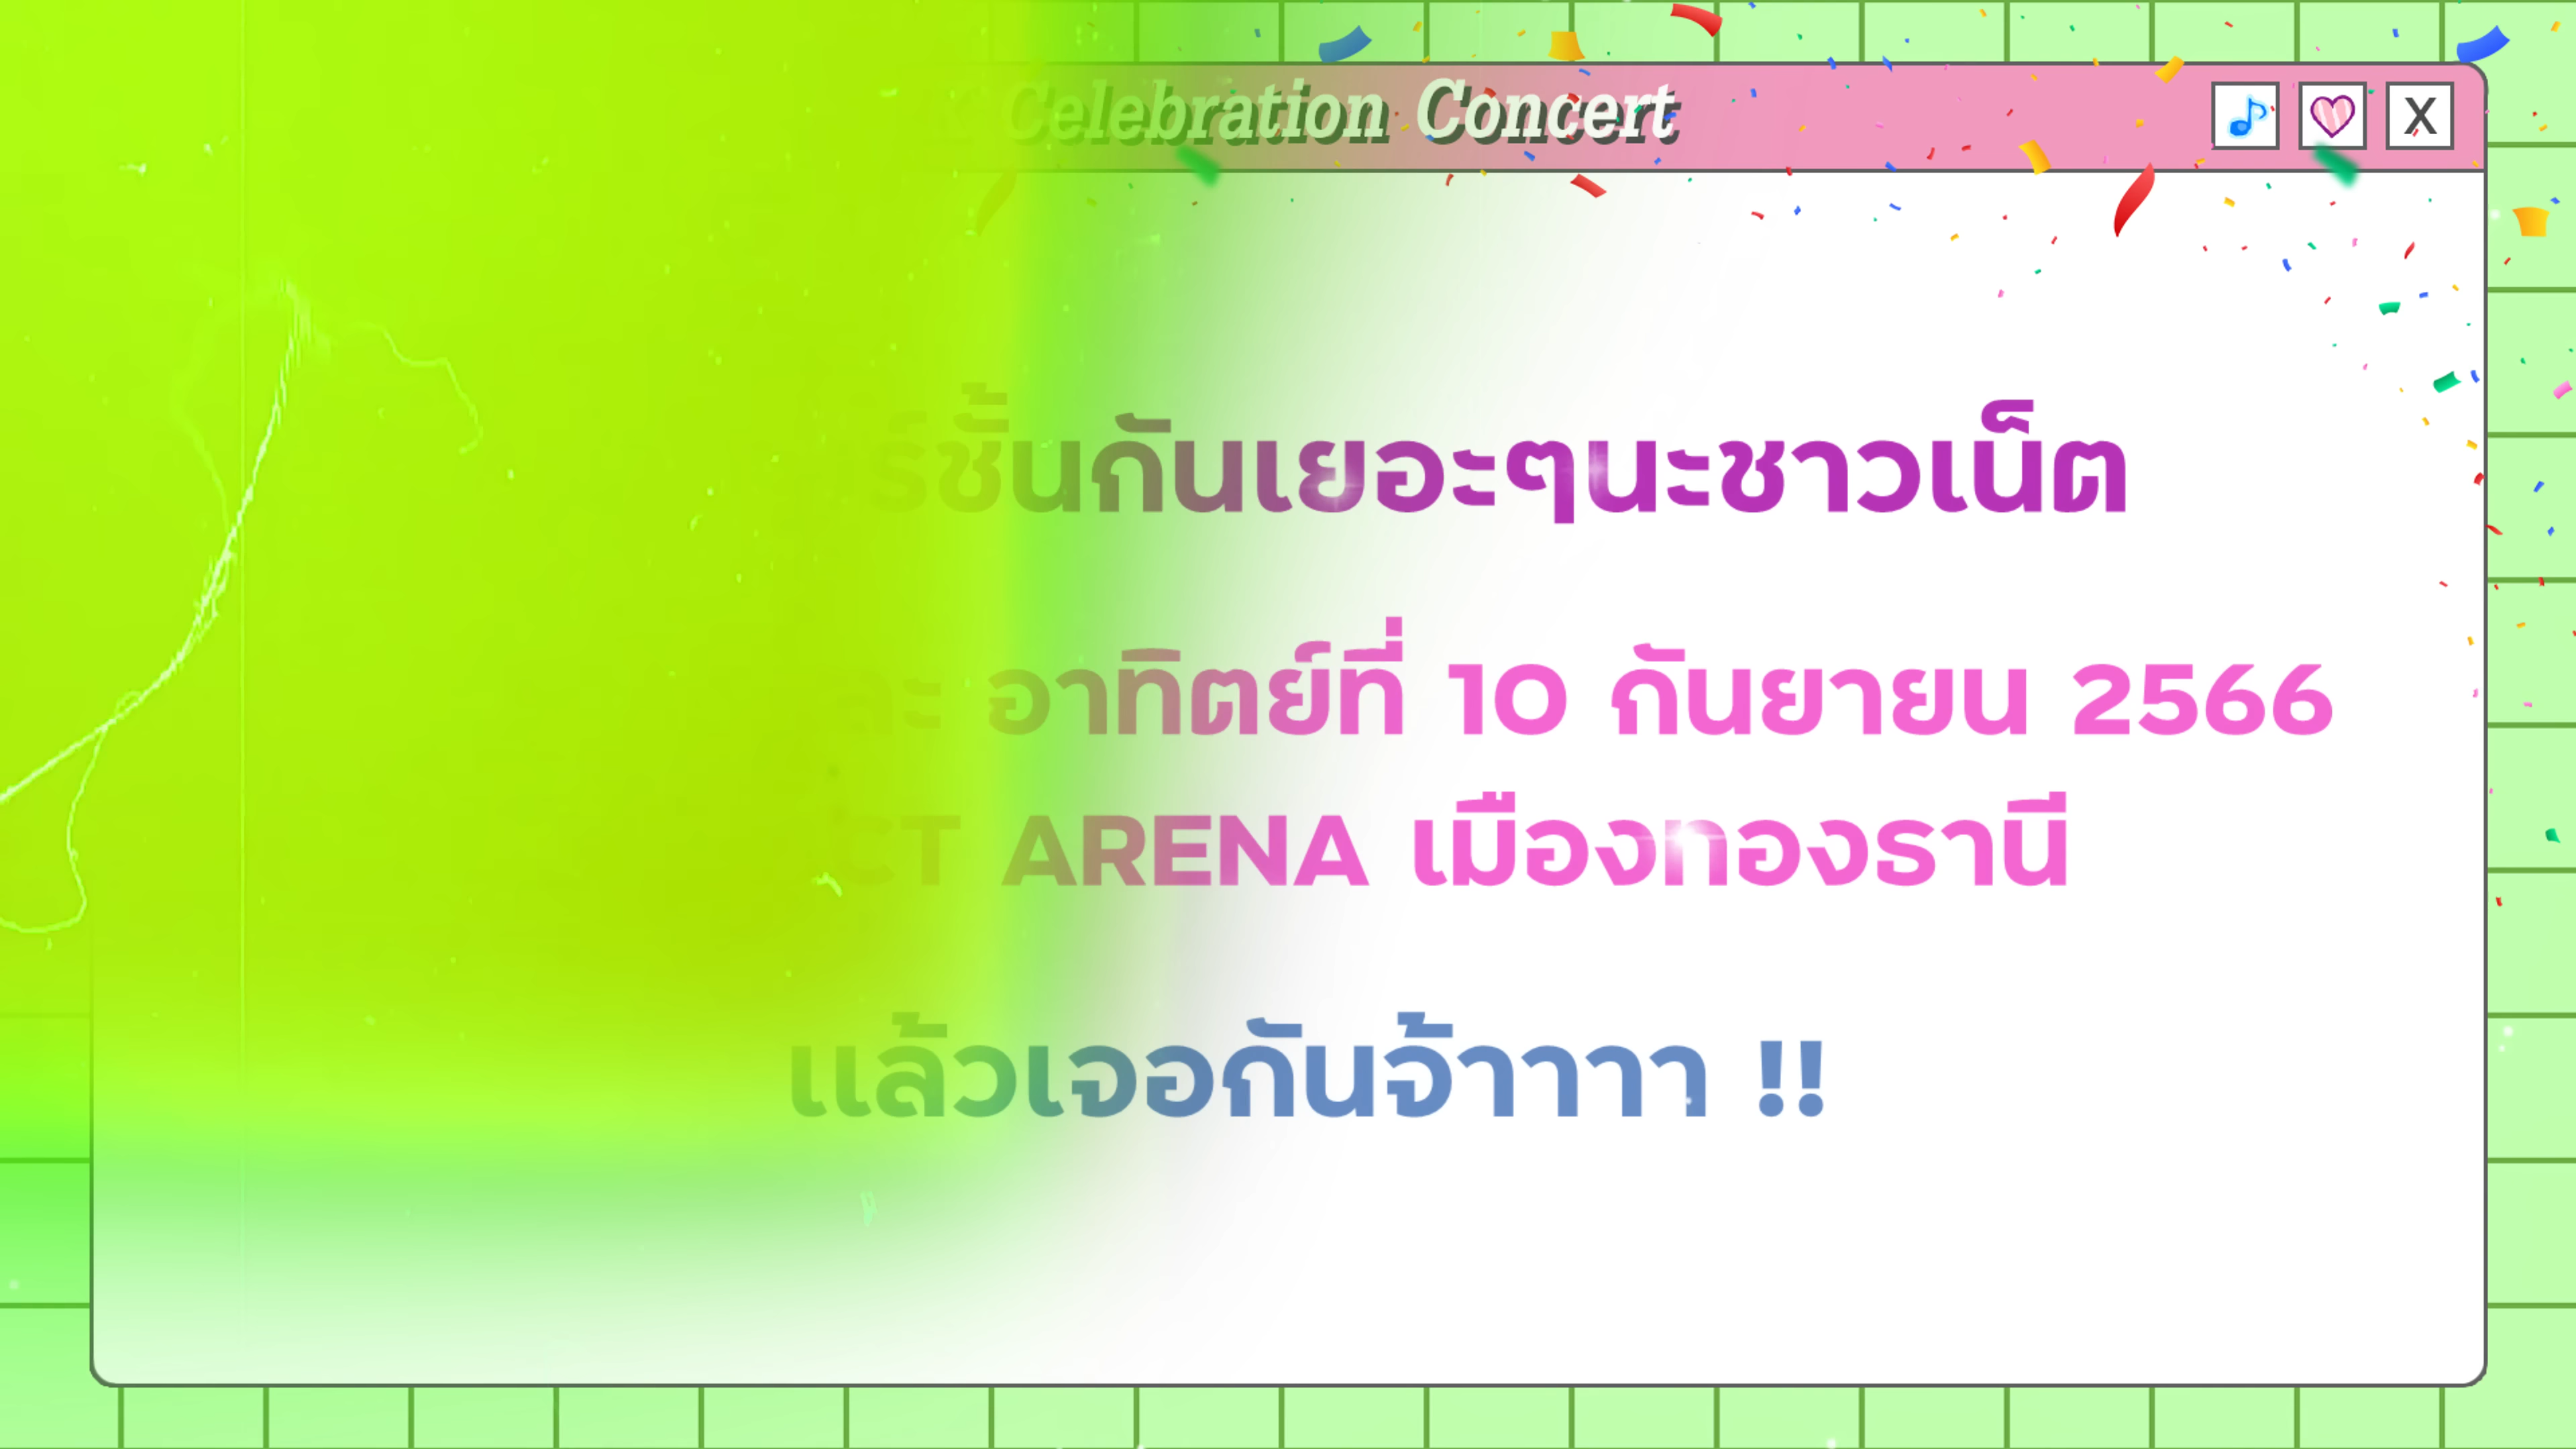 Celebration Concert
X
กันเยอะๆนะชาวเน็ต
อาทิตย์ที่ 10 กันยายน 2566
ARENA เมืองทองธานี
แล้วเจอกันจ้าาาา !!